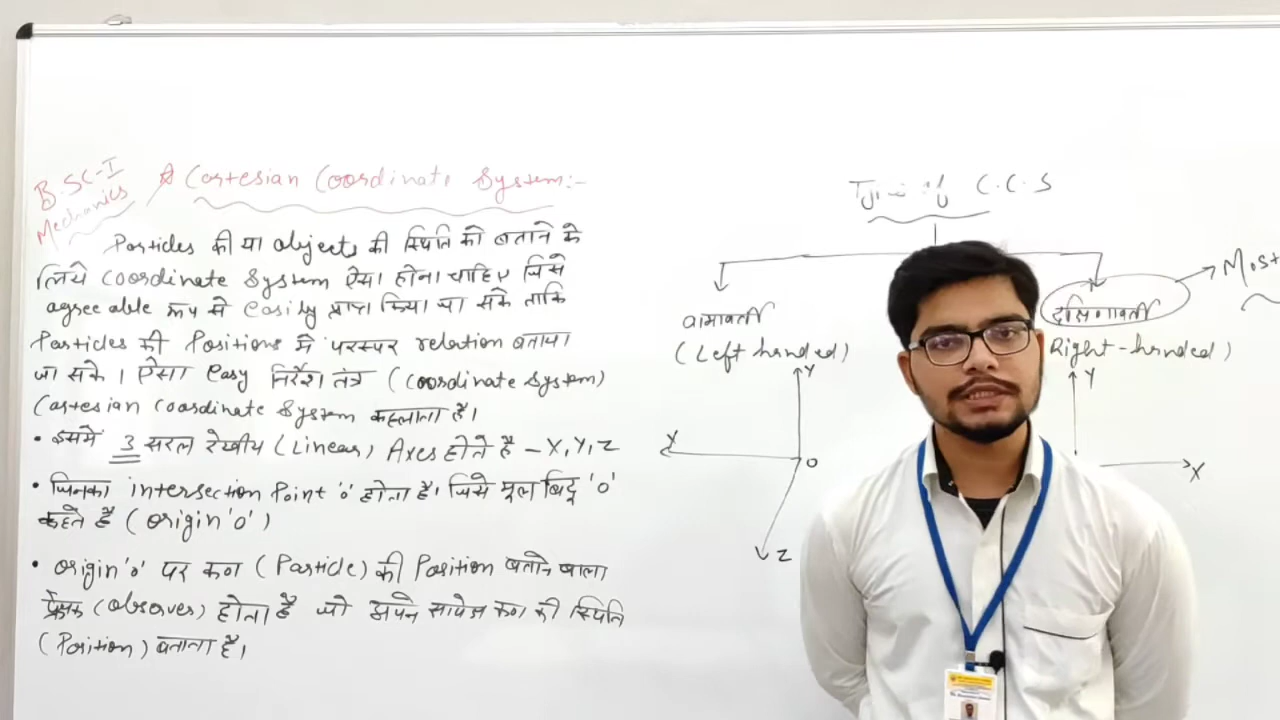 B.SC-I
Mechanics
Cartesian Coordinate System:-
Particles की या objects की स्थिति को बताने के
लिये coordinate System ऐसा होना चाहिए जिसे
agreeable रूप से easily प्राप्त किया जा सके ताकि
Particles की Positions में परस्पर relation बताया
जा सके। ऐसा easy निर्देश तंत्र (Coordinate System)
Cartesian Coordinate System कहलाता है।
• इसमें 3 सरल रेखीय (Linear) Axes होते है - X, Y, Z
• जिनका intersection Point 'o' होता है। जिसे मूल बिंदू 'o'
कहते है (origin 'o')
• origin 'o' पर कण (Particle) की Position बताने वाला
प्रेक्षक (observer) होता है जो अपने सापेक्ष कण की स्थिति
(Position) बताता है।
C.C.S
वामावर्ती
(Left handed)
Y
X
O
Z
दक्षिणावर्ती
Most
Right-handed)
Y
X